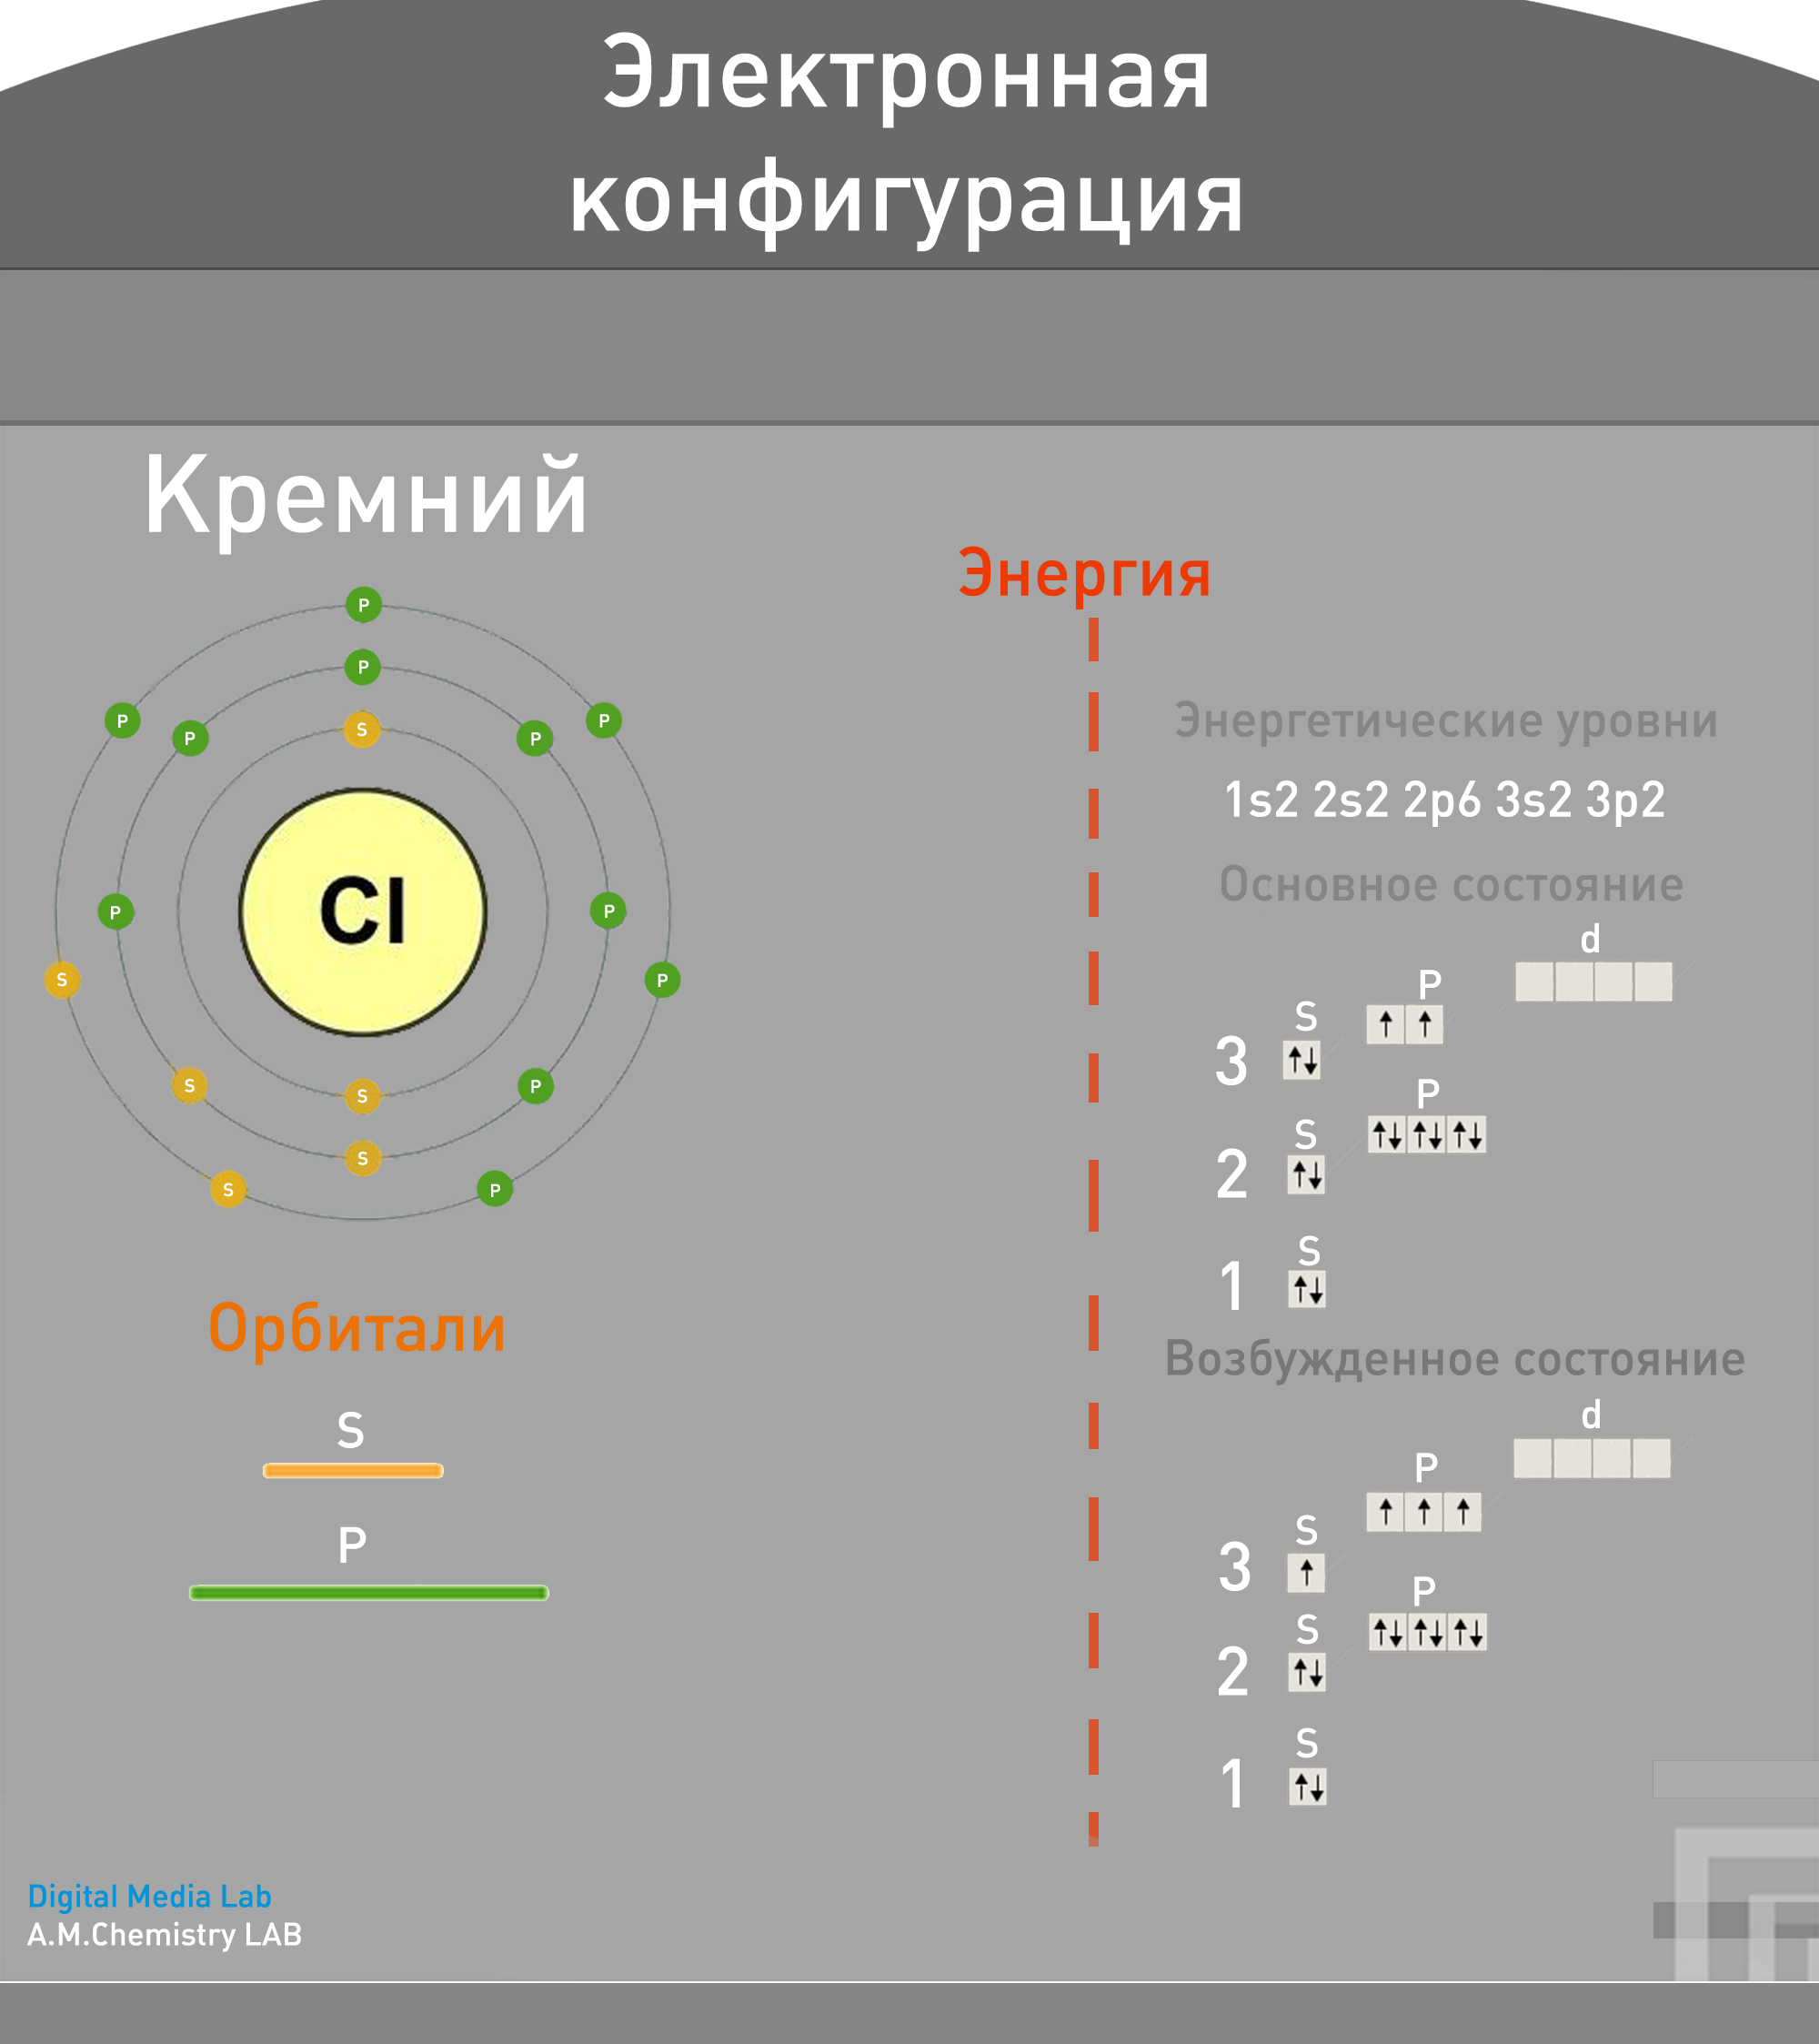 Электронная
конфигурация
Кремний
P
P
P
P
P
P
S
Cl
P
P
S
P
S
S
P
S
S
P
Орбитали
S
P
Энергия
Энергетические уровни
1s2 2s2 2p6 3s2 3p2
Основное состояние
d
P
S
3
P
S
2
S
1
Возбужденное состояние
d
P
S
3
P
S
2
S
1
Digital Media Lab
A.M.Chemistry LAB